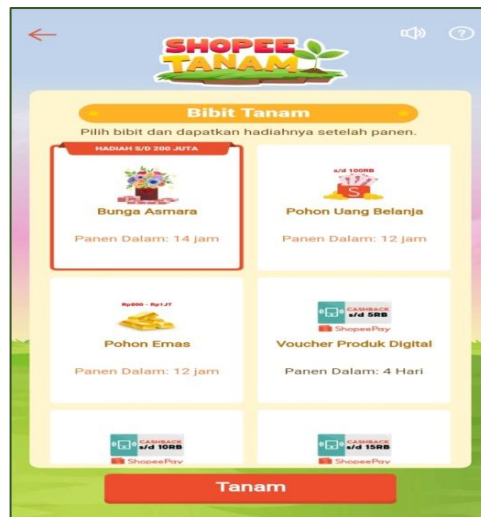 SHOPEE
TANAM
Bibit Tanam
Pilih bibit dan dapatkan hadiahnya setelah panen.
HADIAH S/D 200 JUTA
Bunga Asmara
Panen Dalam: 14 jam
s/d 100RB
S
Pohon Uang Belanja
Panen Dalam: 12 jam
Rp500 - Rp1JT
Pohon Emas
Panen Dalam: 12 jam
CASHBACK
s/d 5RB
ShopeePay
Voucher Produk Digital
Panen Dalam: 4 Hari
CASHBACK
s/d 10RB
ShopeePay
CASHBACK
s/d 15RB
ShopeePay
Tanam